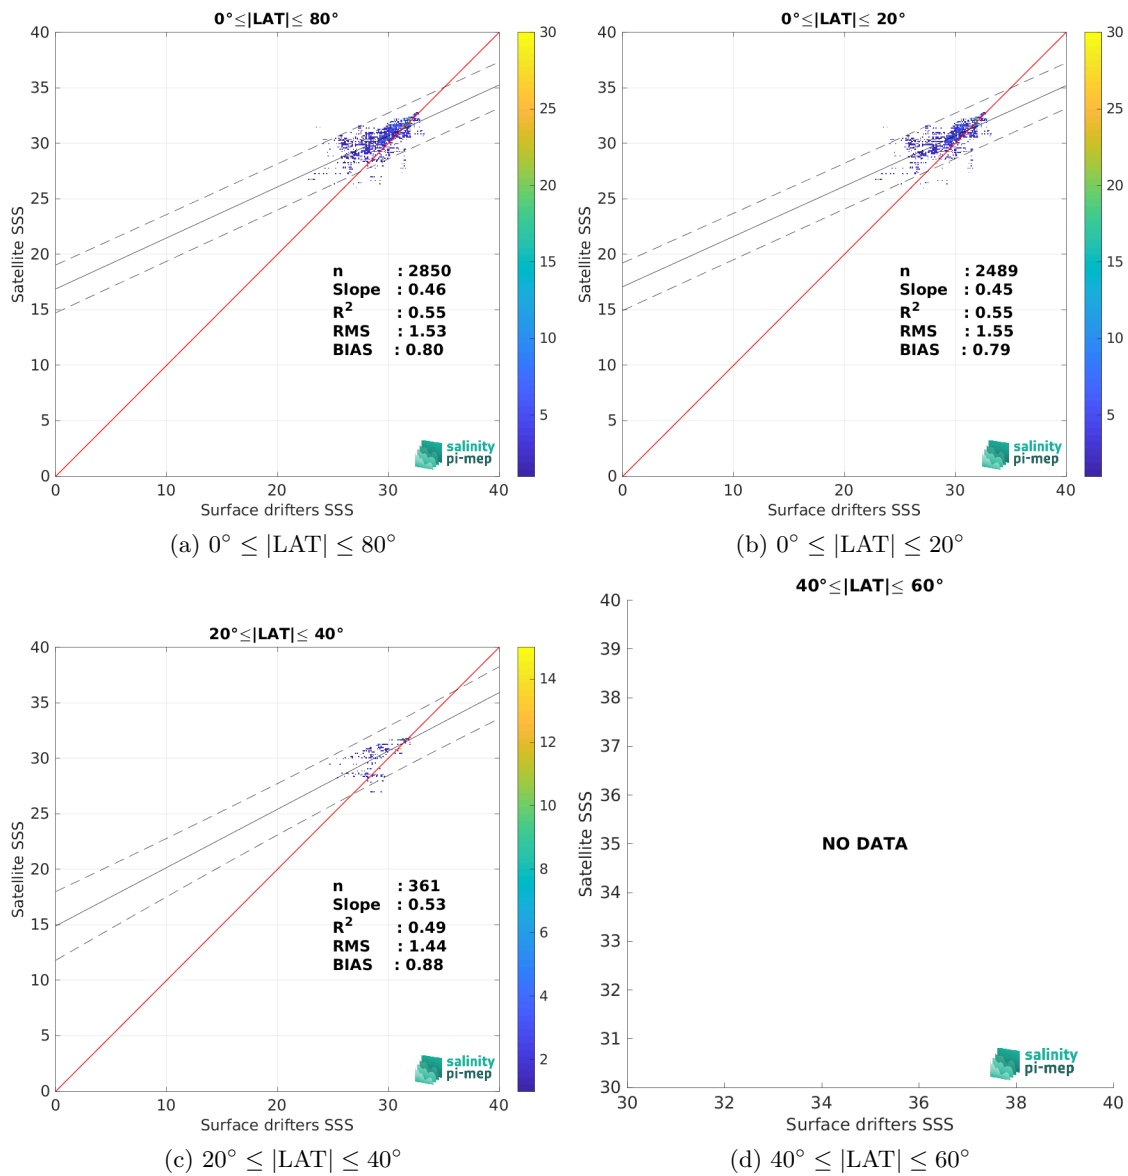 0°≤|LAT|≤ 80°
40
35
30
25
20
15
10
5
0
Satellite SSS
n : 2850
Slope : 0.46
R² : 0.55
RMS : 1.53
BIAS : 0.80
salinity
pi-mep
0 10 20 30 40
Surface drifters SSS
30
25
20
15
10
5
(a) 0° ≤ |LAT| ≤ 80°
0°≤|LAT|≤ 20°
40
35
30
25
20
15
10
5
0
Satellite SSS
n : 2489
Slope : 0.45
R² : 0.55
RMS : 1.55
BIAS : 0.79
salinity
pi-mep
0 10 20 30 40
Surface drifters SSS
30
25
20
15
10
5
(b) 0° ≤ |LAT| ≤ 20°
20°≤|LAT|≤ 40°
40
35
30
25
20
15
10
5
0
Satellite SSS
n : 361
Slope : 0.53
R² : 0.49
RMS : 1.44
BIAS : 0.88
salinity
pi-mep
0 10 20 30 40
Surface drifters SSS
14
12
10
8
6
4
2
(c) 20° ≤ |LAT| ≤ 40°
40°≤|LAT|≤ 60°
40
39
38
37
36
35
34
33
32
31
30
Satellite SSS
NO DATA
salinity
pi-mep
30 32 34 36 38 40
Surface drifters SSS
(d) 40° ≤ |LAT| ≤ 60°